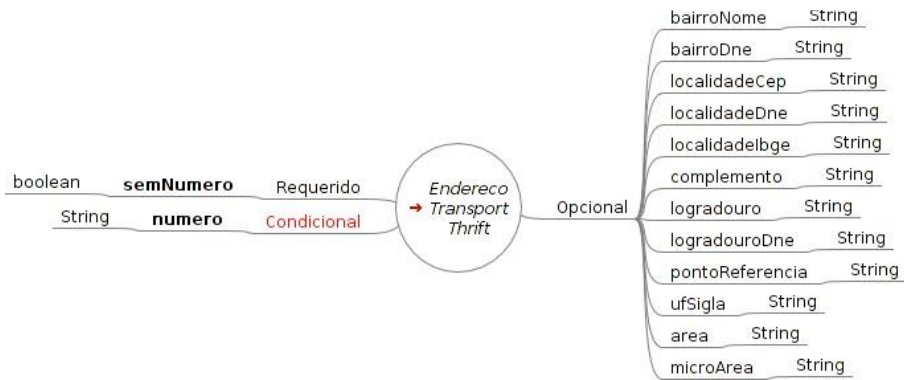 boolean semNumero Requerido
String numero Condicional
➔ Endereco
Transport
Thrift
Opcional
bairroNome String
bairroDne String
localidadeCep String
localidadeDne String
localidadeIbge String
complemento String
logradouro String
logradouroDne String
pontoReferencia String
ufSigla String
area String
microArea String